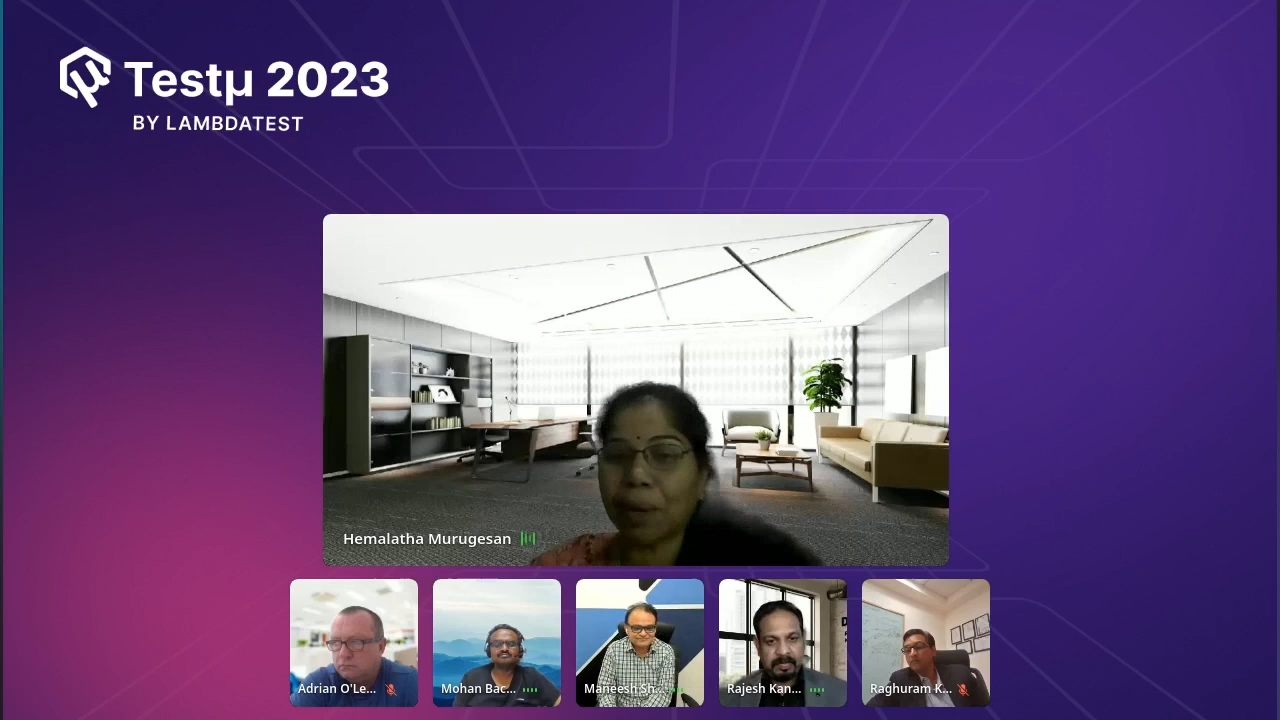 Testμ 2023
BY LAMBDATEST
Hemalatha Murugesan
Adrian O'Le...
Mohan Bac...
Maneesh Sh...
Rajesh Kan...
Raghuram K...